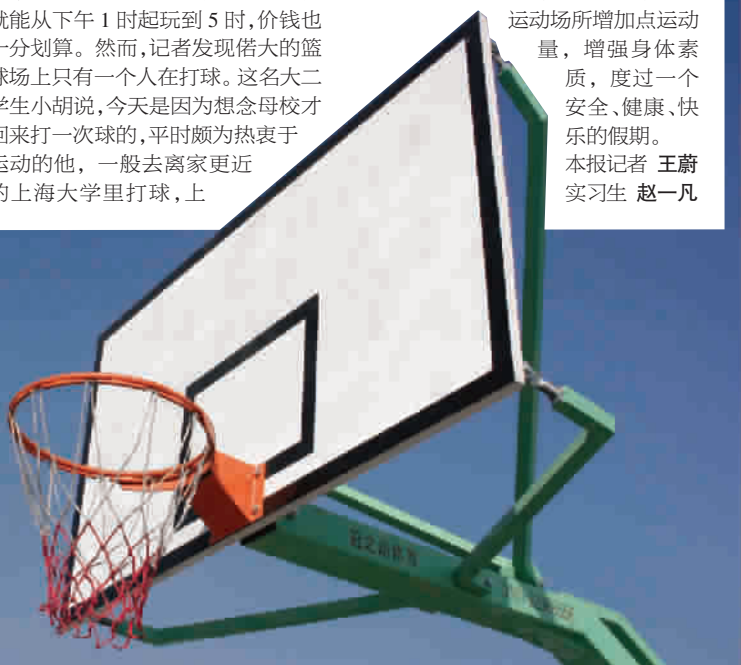 就能从下午 1 时起玩到 5 时,价钱也
十分划算。然而,记者发现偌大的篮
球场上只有一个人在打球。这名大二
学生小胡说,今天是因为想念母校才
回来打一次球的,平时颇为热衷于
运动的他，一般去离家更近
的上海大学里打球,上
运动场所增加点运动
量，增强身体素
质，度过一个
安全、健康、快
乐的假期。
本报记者 王蔚
实习生 赵一凡